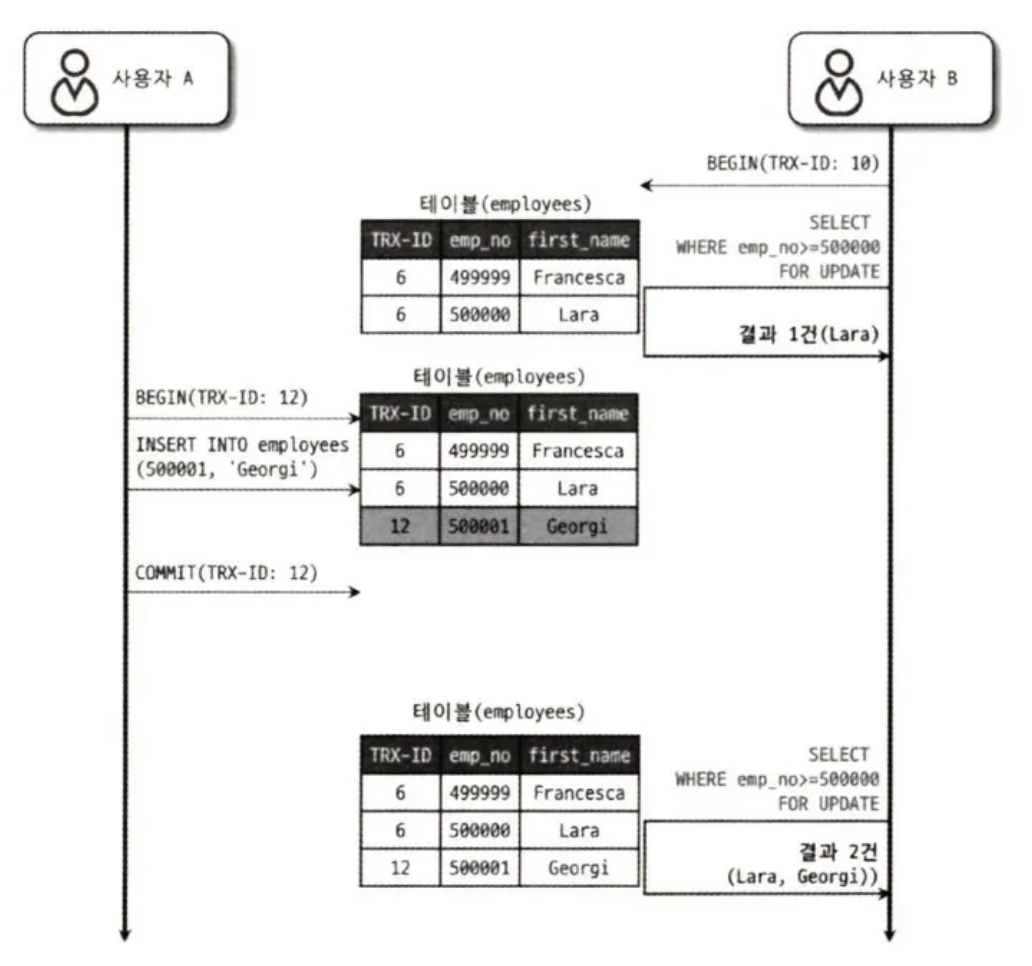 사용자 A
사용자 B
BEGIN(TRX-ID: 10)
테이블(employees)
TRX-ID emp_no first_name
6 499999 Francesca
6 500000 Lara
SELECT
WHERE emp_no>=500000
FOR UPDATE
결과 1건(Lara)
BEGIN(TRX-ID: 12)
INSERT INTO employees
(500001, 'Georgi')
테이블(employees)
TRX-ID emp_no first_name
6 499999 Francesca
6 500000 Lara
12 500001 Georgi
COMMIT(TRX-ID: 12)
테이블(employees)
TRX-ID emp_no first_name
6 499999 Francesca
6 500000 Lara
12 500001 Georgi
SELECT
WHERE emp_no>=500000
FOR UPDATE
결과 2건
(Lara, Georgi))